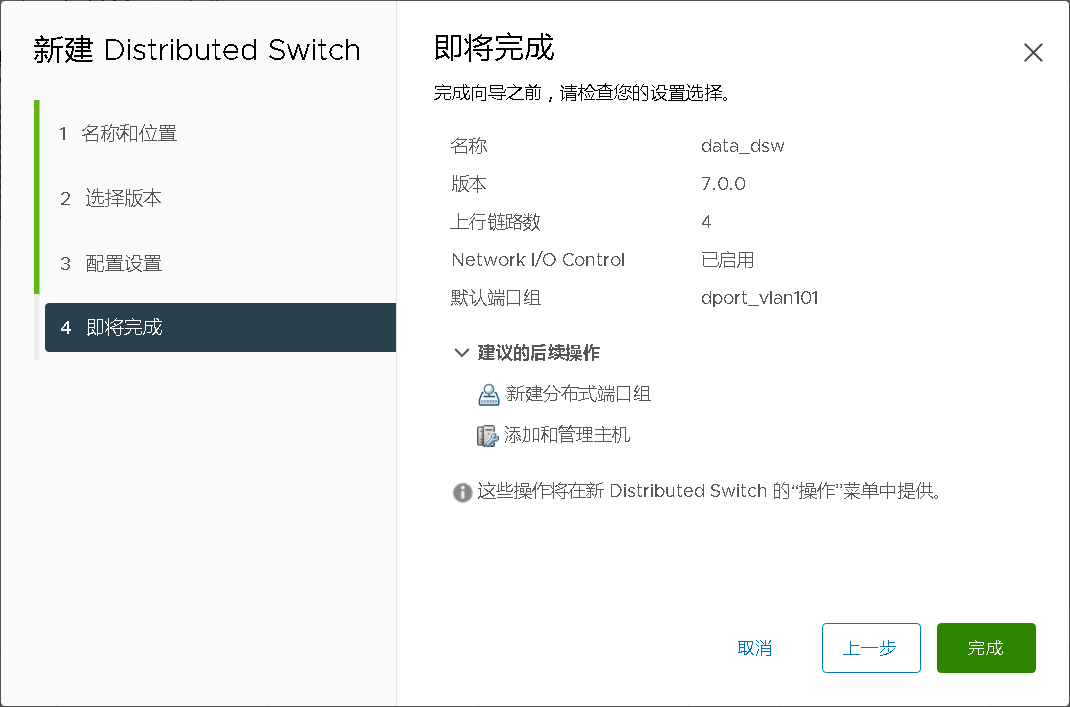 新建 Distributed Switch
1 名称和位置
2 选择版本
3 配置设置
4 即将完成
即将完成
完成向导之前，请检查您的设置选择。
名称 data_dsw
版本 7.0.0
上行链路数 4
Network I/O Control 已启用
默认端口组 dport_vlan101
建议的后续操作
新建分布式端口组
添加和管理主机
这些操作将在新 Distributed Switch 的“操作”菜单中提供。
取消 上一步 完成